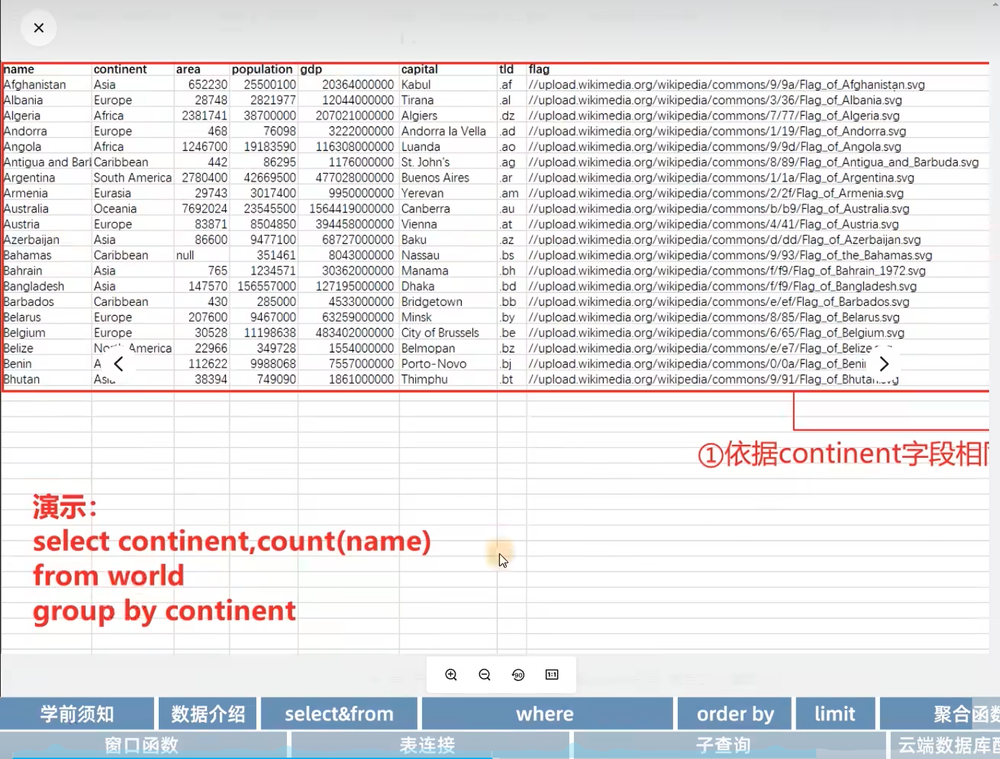 name continent area population gdp capital tld flag
Afghanistan Asia 652230 25500100 20364000000 Kabul .af //upload.wikimedia.org/wikipedia/commons/9/9a/Flag_of_Afghanistan.svg
Albania Europe 28748 2821977 12044000000 Tirana .al //upload.wikimedia.org/wikipedia/commons/3/36/Flag_of_Albania.svg
Algeria Africa 2381741 38700000 207021000000 Algiers .dz //upload.wikimedia.org/wikipedia/commons/7/77/Flag_of_Algeria.svg
Andorra Europe 468 76098 3222000000 Andorra la Vella .ad //upload.wikimedia.org/wikipedia/commons/1/19/Flag_of_Andorra.svg
Angola Africa 1246700 19183590 116308000000 Luanda .ao //upload.wikimedia.org/wikipedia/commons/9/9d/Flag_of_Angola.svg
Antigua and Bar Caribbean 442 86295 1176000000 St. John's .ag //upload.wikimedia.org/wikipedia/commons/8/89/Flag_of_Antigua_and_Barbuda.svg
Argentina South America 2780400 42669500 477028000000 Buenos Aires .ar //upload.wikimedia.org/wikipedia/commons/1/1a/Flag_of_Argentina.svg
Armenia Eurasia 29743 3017400 9950000000 Yerevan .am //upload.wikimedia.org/wikipedia/commons/2/2f/Flag_of_Armenia.svg
Australia Oceania 7692024 23545500 1564419000000 Canberra .au //upload.wikimedia.org/wikipedia/commons/b/b9/Flag_of_Australia.svg
Austria Europe 83871 8504850 394458000000 Vienna .at //upload.wikimedia.org/wikipedia/commons/4/41/Flag_of_Austria.svg
Azerbaijan Asia 86600 9477100 68727000000 Baku .az //upload.wikimedia.org/wikipedia/commons/d/dd/Flag_of_Azerbaijan.svg
Bahamas Caribbean null 351461 8043000000 Nassau .bs //upload.wikimedia.org/wikipedia/commons/9/93/Flag_of_the_Bahamas.svg
Bahrain Asia 765 1234571 30362000000 Manama .bh //upload.wikimedia.org/wikipedia/commons/f/f9/Flag_of_Bahrain_1972.svg
Bangladesh Asia 147570 156557000 127195000000 Dhaka .bd //upload.wikimedia.org/wikipedia/commons/f/f9/Flag_of_Bangladesh.svg
Barbados Caribbean 430 285000 4533000000 Bridgetown .bb //upload.wikimedia.org/wikipedia/commons/e/ef/Flag_of_Barbados.svg
Belarus Europe 207600 9467000 63259000000 Minsk .by //upload.wikimedia.org/wikipedia/commons/8/85/Flag_of_Belarus.svg
Belgium Europe 30528 11198638 483402000000 City of Brussels .be //upload.wikimedia.org/wikipedia/commons/6/65/Flag_of_Belgium.svg
Belize North America 22966 349728 1554000000 Belmopan .bz //upload.wikimedia.org/wikipedia/commons/e/e7/Flag_of_Belize
Benin A 112622 9988068 7557000000 Porto-Novo .bj //upload.wikimedia.org/wikipedia/commons/0/0a/Flag_of_Beni
Bhutan Asia 38394 749090 1861000000 Thimphu .bt //upload.wikimedia.org/wikipedia/commons/9/91/Flag_of_Bhutan.svg
①依据continent字段相
演示：
select continent,count(name)
from world
group by continent
90 1:1
学前须知 数据介绍 select&from where order by limit 聚合函
窗口函数 表连接 子查询 云端数据库